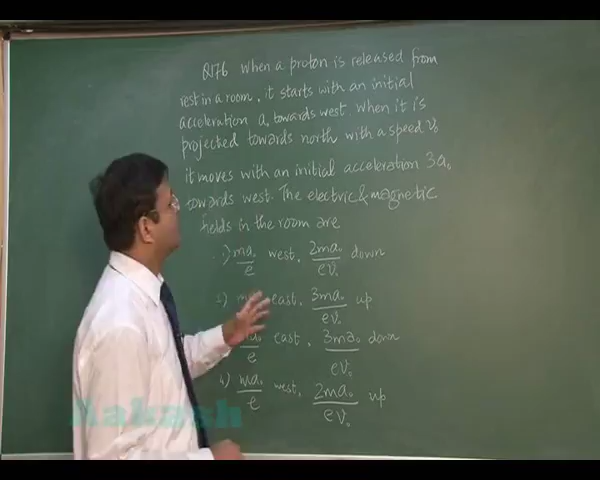 Q176 When a proton is released from
rest in a room, it starts with an initial
acceleration a₀ towards west When it is
projected towards north with a speed v₀
it moves with an initial acceleration 3a₀
towards west. The electric & magnetic
fields in the room are
1) ma₀/e west, 2ma₀/ev₀ down
2) east, 3ma₀/ev₀ up
ma₀/e east, 3ma₀/ev₀ down
4) ma₀/e west, 2ma₀/ev₀ up
Aakash